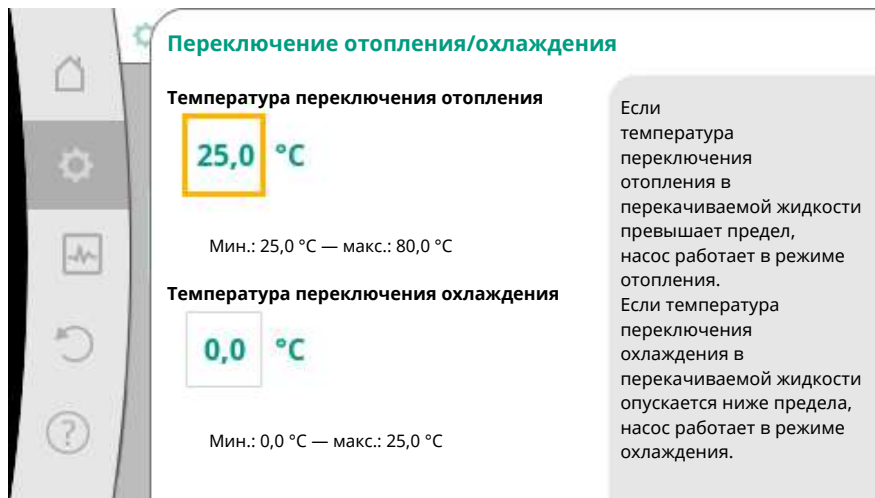 Переключение отопления/охлаждения
Температура переключения отопления
25,0 °C
Мин.: 25,0 °C — макс.: 80,0 °C
Температура переключения охлаждения
0,0 °C
Мин.: 0,0 °C — макс.: 25,0 °C
Если
температура
переключения
отопления в
перекачиваемой жидкости
превышает предел,
насос работает в режиме
отопления.
Если температура
переключения
охлаждения в
перекачиваемой жидкости
опускается ниже предела,
насос работает в режиме
охлаждения.